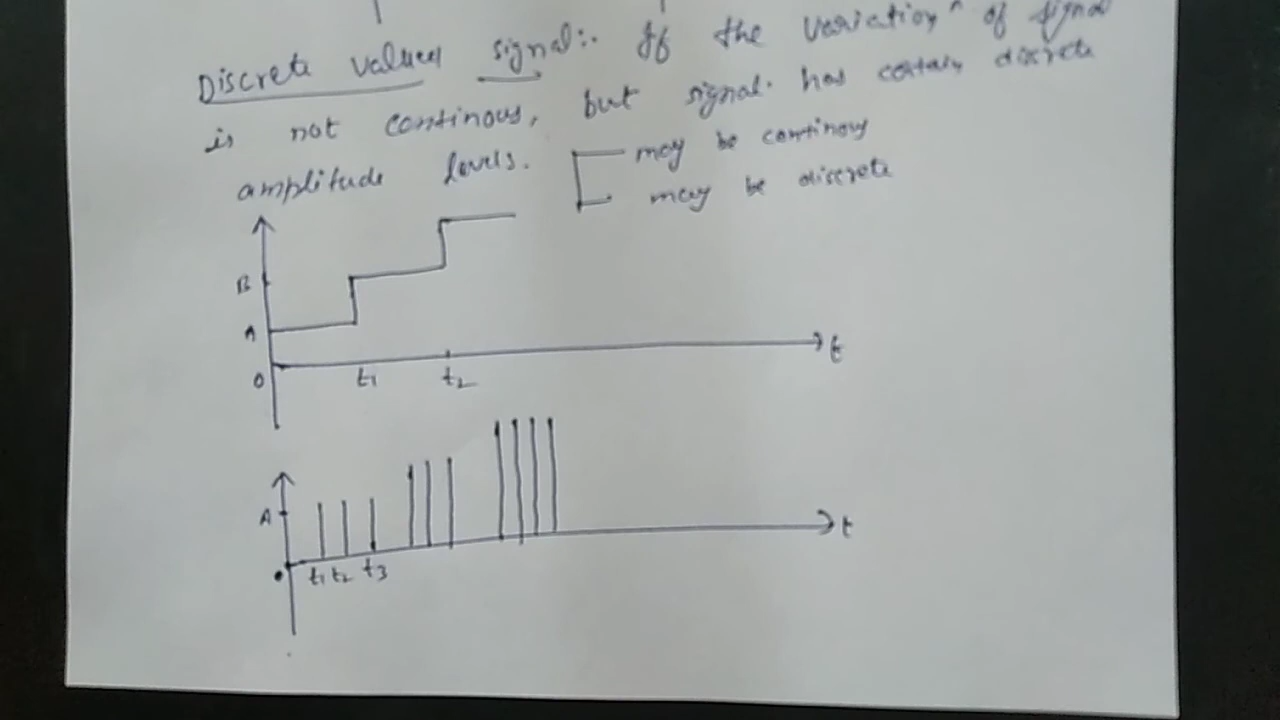 Discrete valued signal:- If the variation of signal
is not continous, but signal has certain discrete
amplitude levels.
may be continous
may be discrete
B
A
0
t1
t2
t
A
t1 t2 t3
t